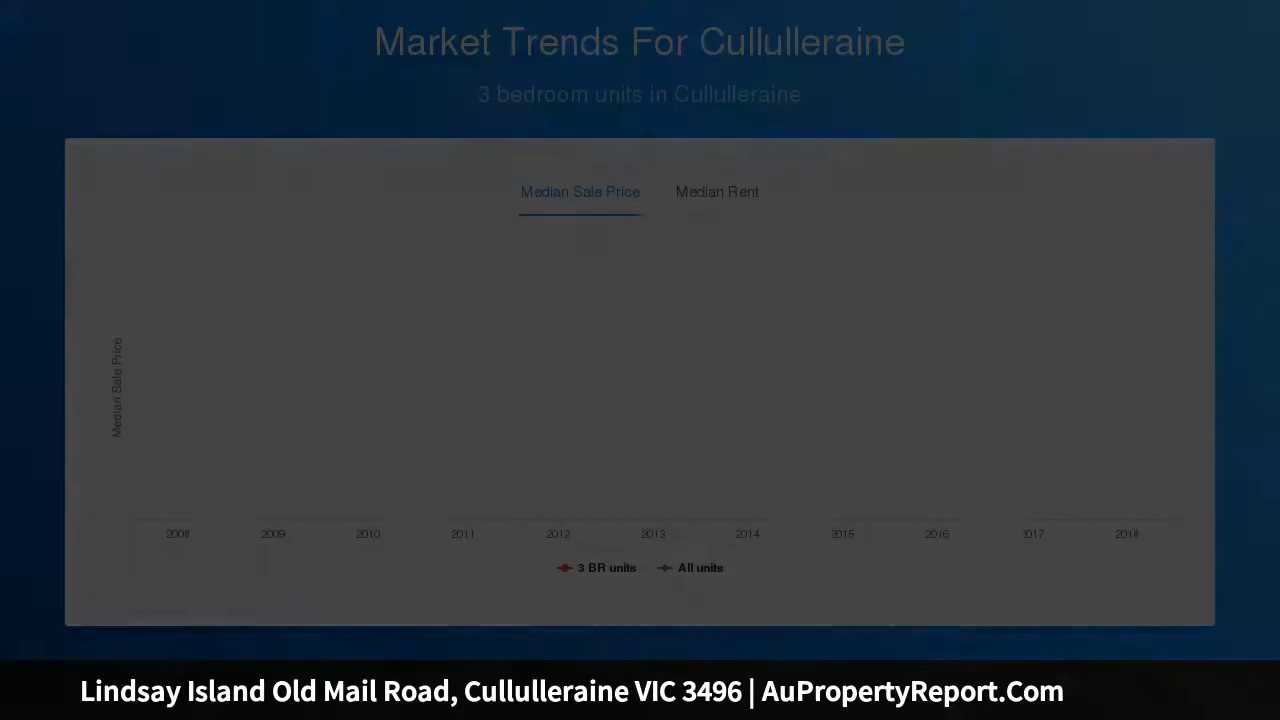 Market Trends For Cullulleraine
3 bedroom units in Cullulleraine
Median Sale Price
Median Rent
Median Sale Price
2008 2009 2010 2011 2012 2013 2014 2015 2016 2017 2018
3 BR units All units
Lindsay Island Old Mail Road, Cullulleraine VIC 3496 | AuPropertyReport.Com